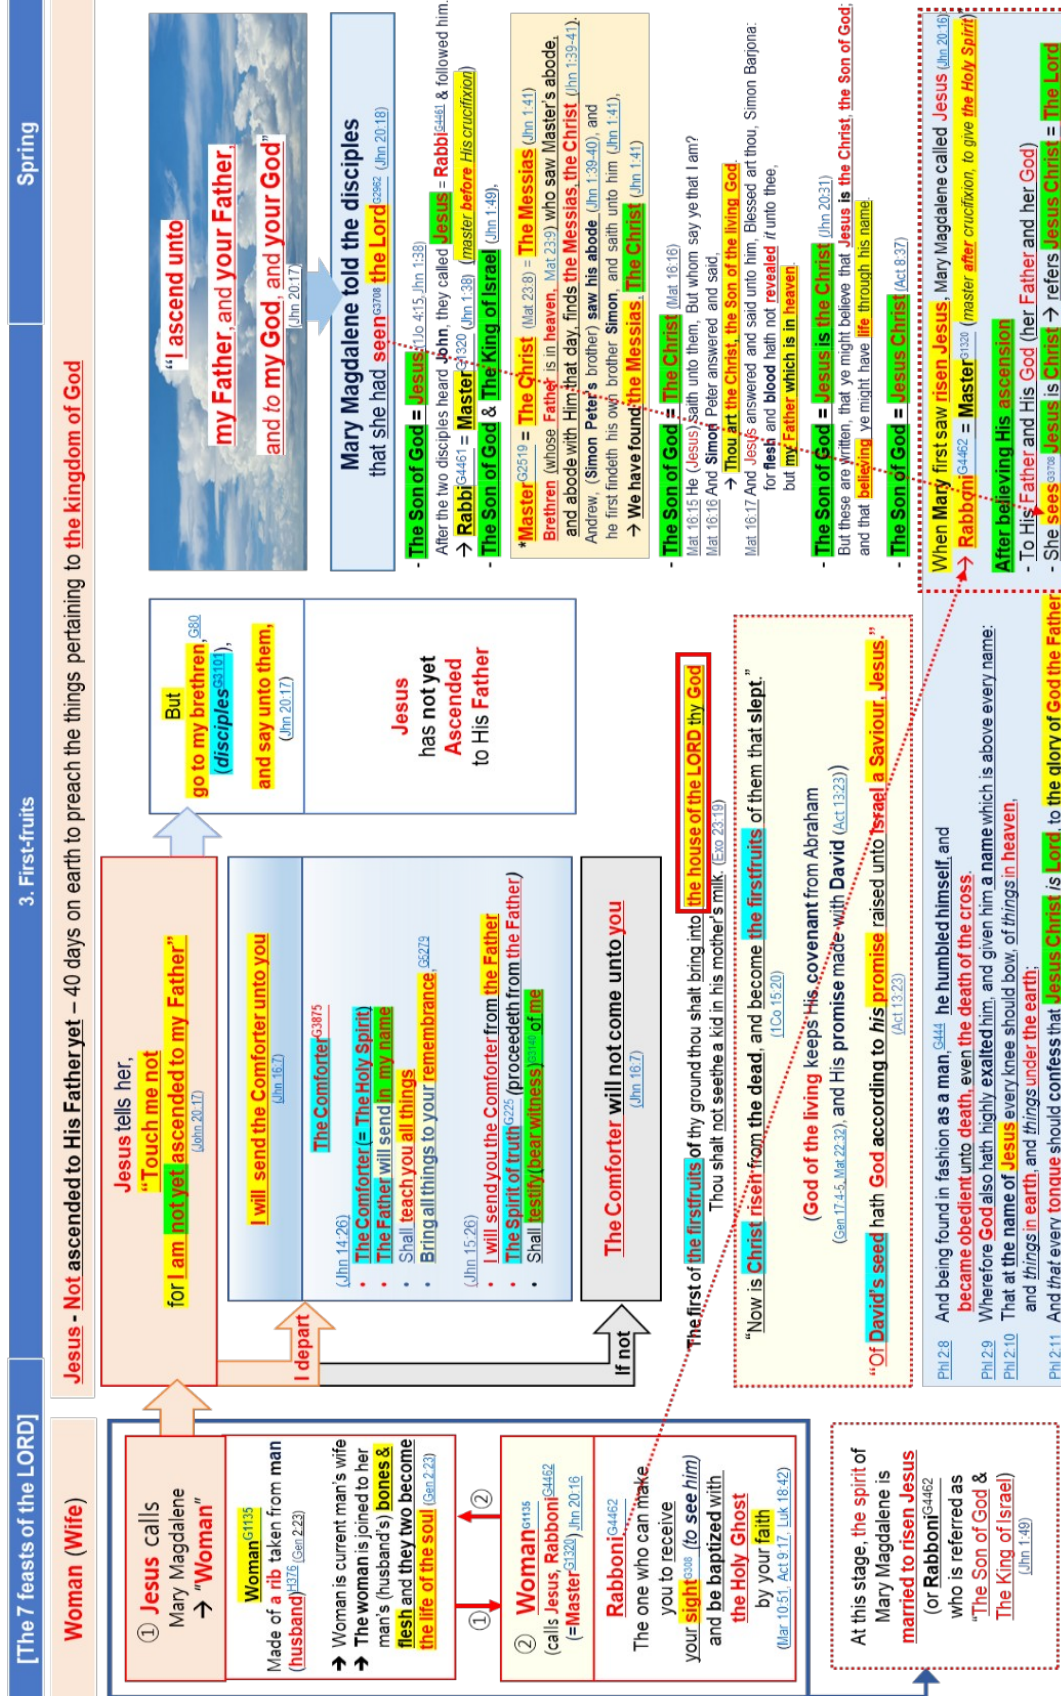 [The 7 feasts of the LORD]
3. First-fruits
Spring
Woman (Wife)
Jesus - Not ascended to His Father yet – 40 days on earth to preach the things pertaining to the kingdom of God
① Jesus calls
Mary Magdalene
→ "Woman"
Woman G1135
Made of a rib taken from man
(husband) H376 (Gen 2:23)
➔ Woman is current man's wife
➔ The woman is joined to her
man's (husband's) bones &
flesh and they two become
the life of the soul (Gen 2:23)
①
②
② Woman G1135
(calls Jesus, Rabboni G4462
(=Master G1320) Jhn 20:16
Rabboni G4462
The one who can make
you to receive
your sight G308 (to see him)
and be baptized with
the Holy Ghost
by your faith
(Mar 10:51, Act 9:17, Luk 18:42)
At this stage, the spirit of
Mary Magdalene is
married to risen Jesus
(or Rabboni G4462
who is referred as
"The Son of God &
The King of Israel)
(Jhn 1:49)
Jesus tells her,
"Touch me not
for I am not yet ascended to my Father"
(John 20:17)
I depart
If not
I will send the Comforter unto you
(Jhn 16:7)
The Comforter G3875
(Jhn 14:26)
• The Comforter (= The Holy Spirit)
• The Father will send in my name
• Shall teach you all things
• Bring all things to your remembrance, G5279
(Jhn 15:26)
• I will send you the Comforter from the Father
• The Spirit of truth G225 (proceedeth from the Father)
• Shall testify(bear witness) G3140 of me
The Comforter will not come unto you
(Jhn 16:7)
But
go to my brethren, G80
(disciples G3101)
and say unto them,
(Jhn 20:17)
Jesus
has not yet
Ascended
to His Father
The first of the firstfruits of thy ground thou shalt bring into the house of the LORD thy God
Thou shalt not seethe a kid in his mother's milk. (Exo 23:19)
"Now is Christ risen from the dead, and become the firstfruits of them that slept."
(1Co 15:20)
(God of the living keeps His covenant from Abraham
(Gen 17:4-5, Mat 22:32), and His promise made with David (Act 13:23))
"Of David's seed hath God according to his promise raised unto Israel a Saviour, Jesus."
(Act 13:23)
Phl 2:8 And being found in fashion as a man, G444 he humbled himself, and
became obedient unto death, even the death of the cross.
Phl 2:9 Wherefore God also hath highly exalted him, and given him a name which is above every name:
Phl 2:10 That at the name of Jesus every knee should bow, of things in heaven,
and things in earth, and things under the earth;
Phl 2:11 And that every tongue should confess that Jesus Christ is Lord, to the glory of God the Father
"I ascend unto
my Father, and your Father,
and to my God, and your God"
(Jhn 20:17)
Mary Magdalene told the disciples
that she had seen G3708 the Lord G2962 (Jhn 20:18)
- The Son of God = Jesus (1Jo 4:15, Jhn 1:38)
After the two disciples heard John, they called Jesus = Rabbi G4461 & followed him.
→ Rabbi G4461 = Master G1320 (Jhn 1:38) (master before His crucifixion)
- The Son of God & The King of Israel (Jhn 1:49),
*Master G2519 = The Christ (Mat 23:8) = The Messias (Jhn 1:41)
Brethren (whose Father is in heaven, Mat 23:9) who saw Master's abode,
and abode with Him that day, finds the Messias, the Christ (Jhn 1:39-41).
Andrew, (Simon Peter's brother) saw his abode (Jhn 1:39-40), and
he first findeth his own brother Simon, and saith unto him (Jhn 1:41),
→ We have found the Messias, The Christ (Jhn 1:41)
- The Son of God = The Christ (Mat 16:16)
Mat 16:15 He (Jesus) saith unto them, But whom say ye that I am?
Mat 16:16 And Simon Peter answered and said,
→ Thou art the Christ, the Son of the living God.
Mat 16:17 And Jesus answered and said unto him, Blessed art thou, Simon Barjona:
for flesh and blood hath not revealed it unto thee,
but my Father which is in heaven.
- The Son of God = Jesus is the Christ (Jhn 20:31)
But these are written, that ye might believe that Jesus is the Christ, the Son of God;
and that believing ye might have life through his name.
- The Son of God = Jesus Christ (Act 8:37)
When Mary first saw risen Jesus, Mary Magdalene called Jesus (Jhn 20:16)
→ Rabboni G4462 = Master G1320 (master after crucifixion, to give the Holy Spirit)
After believing His ascension
- To His Father and His God (her Father and her God)
- She sees G3708 Jesus is Christ → refers Jesus Christ = The Lord